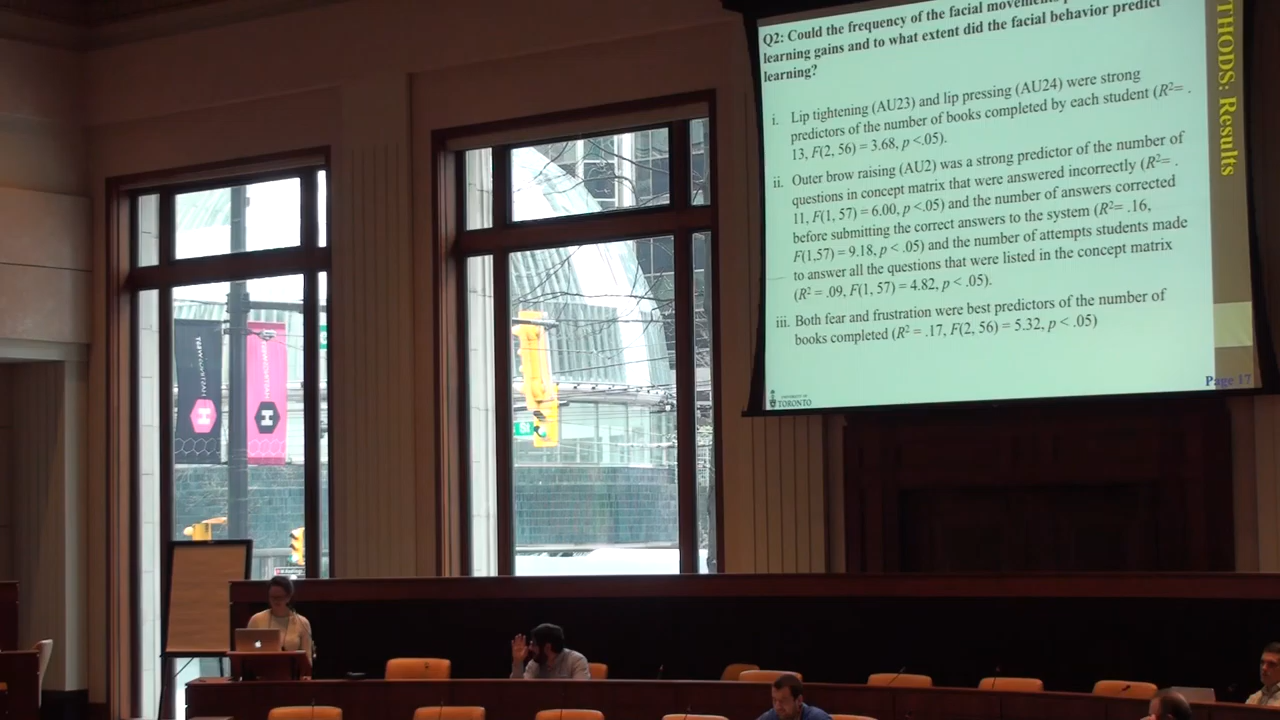 Q2: Could the frequency of the facial movements
learning gains and to what extent did the facial behavior predict
learning?
i. Lip tightening (AU23) and lip pressing (AU24) were strong
predictors of the number of books completed by each student (R²= .
13, F(2, 56) = 3.68, p <.05).
ii. Outer brow raising (AU2) was a strong predictor of the number of
questions in concept matrix that were answered incorrectly (R²= .
11, F(1, 57) = 6.00, p <.05) and the number of answers corrected
before submitting the correct answers to the system (R²= .16,
F(1,57) = 9.18, p < .05) and the number of attempts students made
to answer all the questions that were listed in the concept matrix
(R² = .09, F(1, 57) = 4.82, p < .05).
iii. Both fear and frustration were best predictors of the number of
books completed (R² = .17, F(2, 56) = 5.32, p < .05)
THODS: Results
Page 17
UNIVERSITY OF
TORONTO
H
H